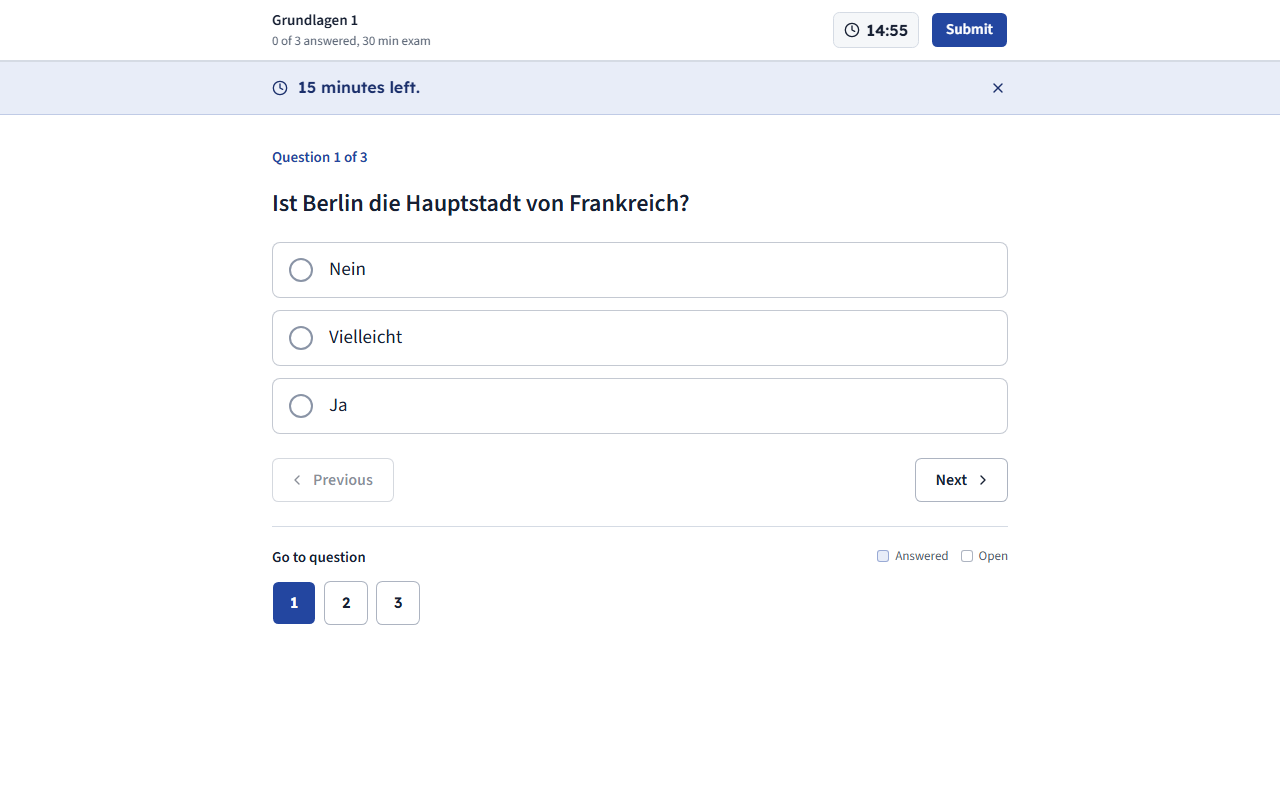 Grundlagen 1
0 of 3 answered, 30 min exam
14:55
Submit
15 minutes left.
Question 1 of 3
Ist Berlin die Hauptstadt von Frankreich?
Nein
Vielleicht
Ja
Previous
Next
Go to question
Answered
Open
1
2
3